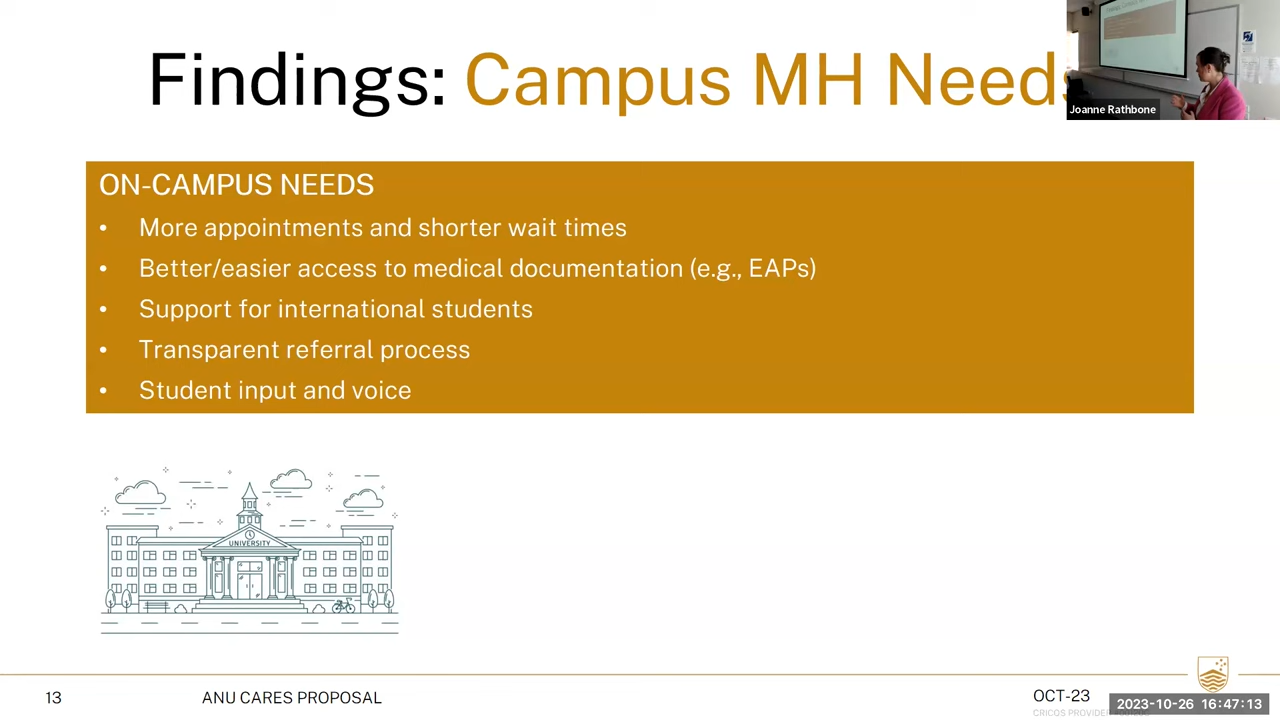 Findings: Campus MH Needs
Joanne Rathbone
ON-CAMPUS NEEDS
• More appointments and shorter wait times
• Better/easier access to medical documentation (e.g., EAPs)
• Support for international students
• Transparent referral process
• Student input and voice
UNIVERSITY
13
ANU CARES PROPOSAL
OCT-23
CRICOS PROVIDER
2023-10-26 16:47:13